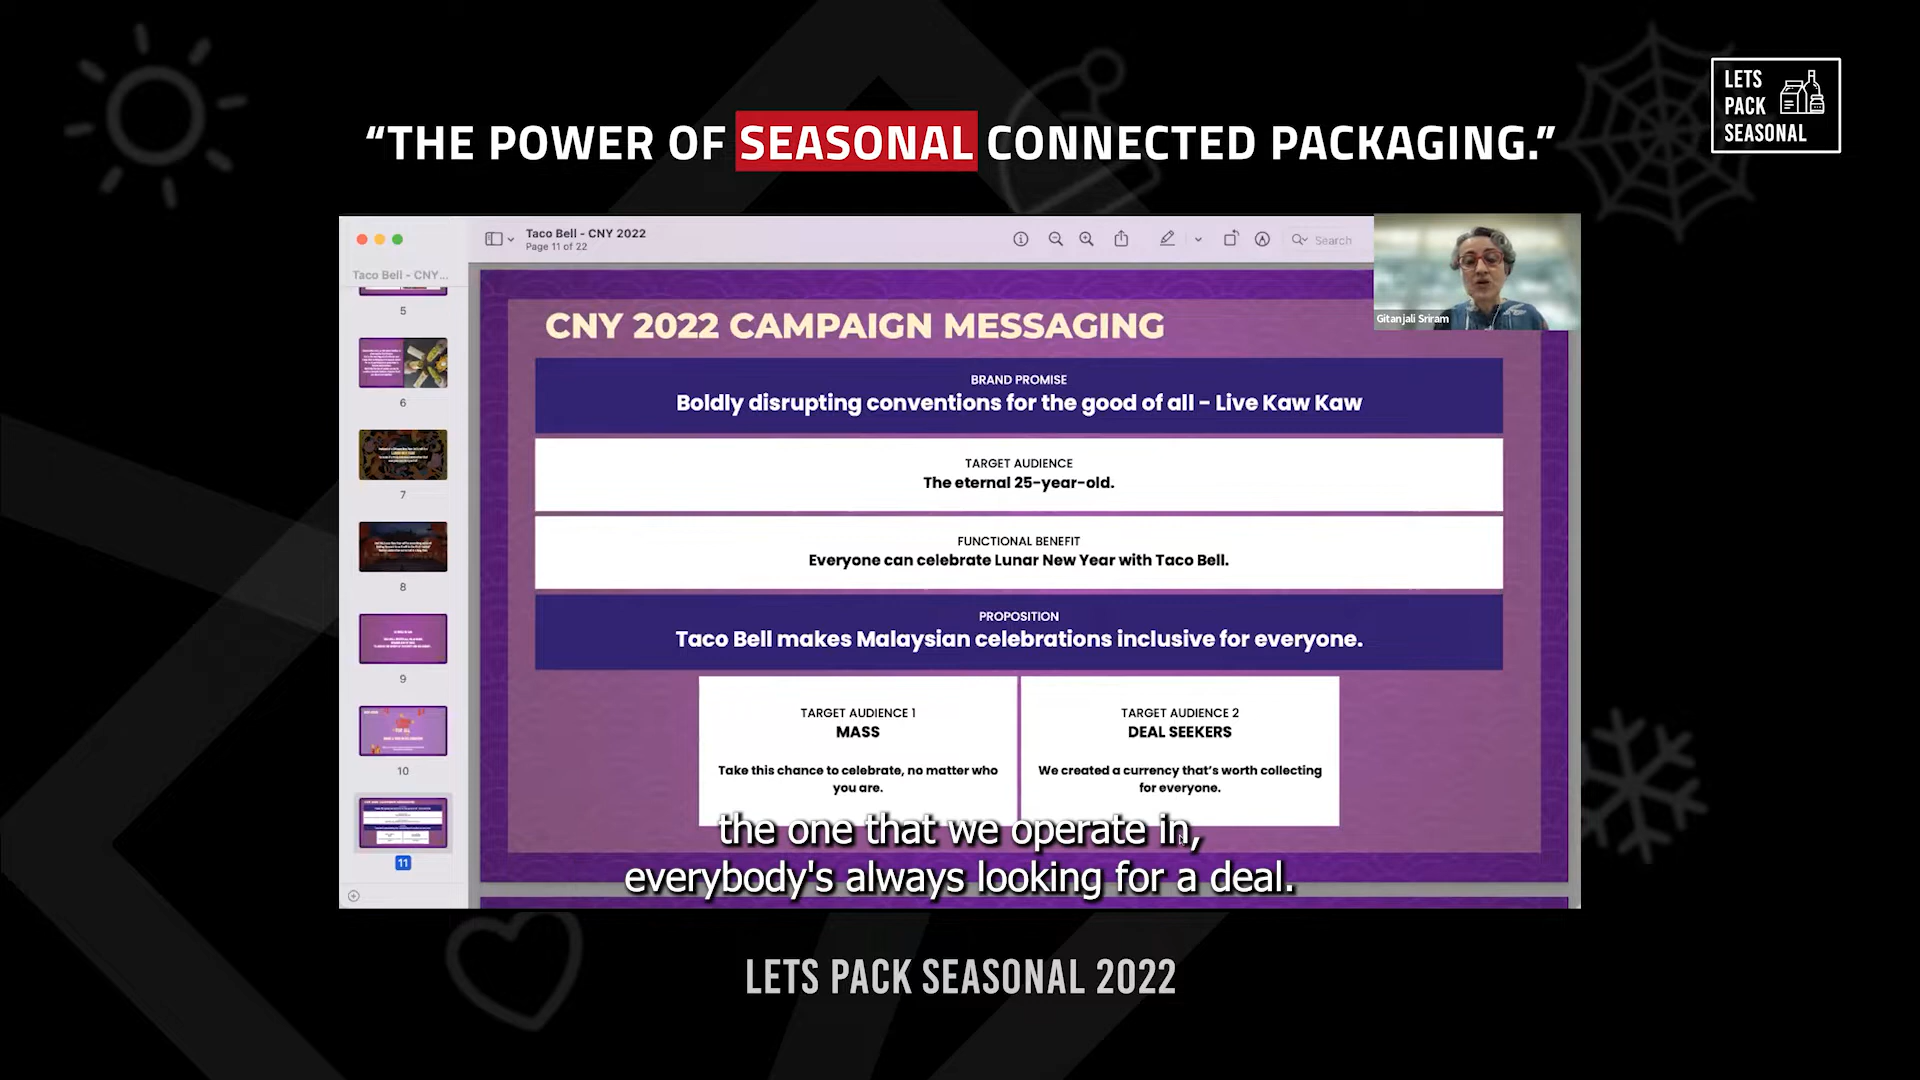 LETS
PACK
SEASONAL
“THE POWER OF SEASONAL CONNECTED PACKAGING.”
Taco Bell - CNY 2022
Page 11 of 22
Search
Taco Bell - CNY...
Gitanjali Sriram
5
6
7
8
9
10
11
CNY 2022 CAMPAIGN MESSAGING
BRAND PROMISE
Boldly disrupting conventions for the good of all - Live Kaw Kaw
TARGET AUDIENCE
The eternal 25-year-old.
FUNCTIONAL BENEFIT
Everyone can celebrate Lunar New Year with Taco Bell.
PROPOSITION
Taco Bell makes Malaysian celebrations inclusive for everyone.
TARGET AUDIENCE 1
MASS
Take this chance to celebrate, no matter who
you are.
TARGET AUDIENCE 2
DEAL SEEKERS
We created a currency that's worth collecting
for everyone.
the one that we operate in,
everybody's always looking for a deal.
LETS PACK SEASONAL 2022